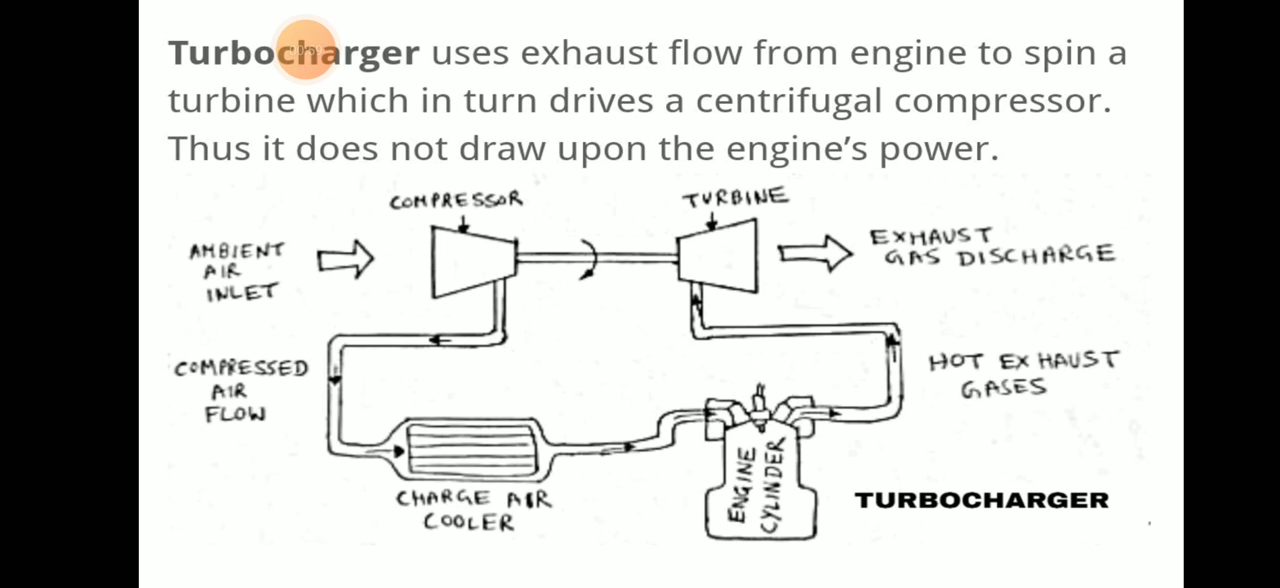 Turbocharger uses exhaust flow from engine to spin a
turbine which in turn drives a centrifugal compressor.
Thus it does not draw upon the engine’s power.
COMPRESSOR
TURBINE
AMBIENT
AIR
INLET
EXHAUST
GAS DISCHARGE
COMPRESSED
AIR
FLOW
HOT EXHAUST
GASES
CHARGE AIR
COOLER
ENGINE
CYLINDER
TURBOCHARGER